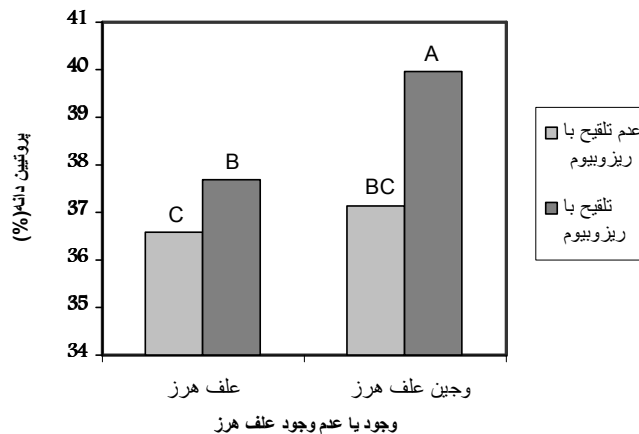 41
40
39
38
37
36
35
34
پروتیین دانه(%)
C
B
BC
A
علف هرز
وجین علف هرز
وجود یا عدم وجود علف هرز
عدم تلقیح با
ریزوبیوم
تلقیح با
ریزوبیوم